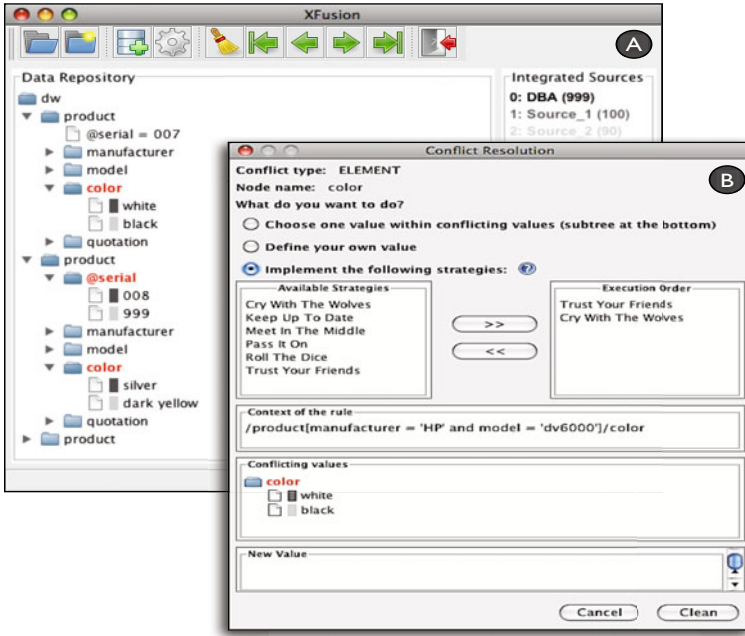 XFusion
A
Data Repository
dw
product
@serial = 007
manufacturer
model
color
white
black
quotation
product
@serial
008
999
manufacturer
model
color
silver
dark yellow
quotation
product
Integrated Sources
0: DBA (999)
1: Source_1 (100)
2: Source_2 (90)
Conflict Resolution
B
Conflict type: ELEMENT
Node name: color
What do you want to do?
Choose one value within conflicting values (subtree at the bottom)
Define your own value
Implement the following strategies: ?
Available Strategies
Cry With The Wolves
Keep Up To Date
Meet In The Middle
Pass It On
Roll The Dice
Trust Your Friends
>>
<<
Execution Order
Trust Your Friends
Cry With The Wolves
Context of the rule
/product[manufacturer = 'HP' and model = 'dv6000']/color
Conflicting values
color
white
black
New Value
Cancel
Clean